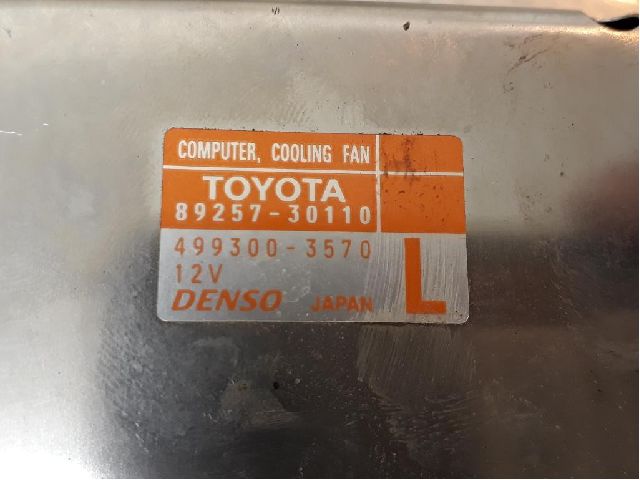 COMPUTER, COOLING FAN
TOYOTA
89257-30110
499300-3570
12V
DENSO JAPAN
L